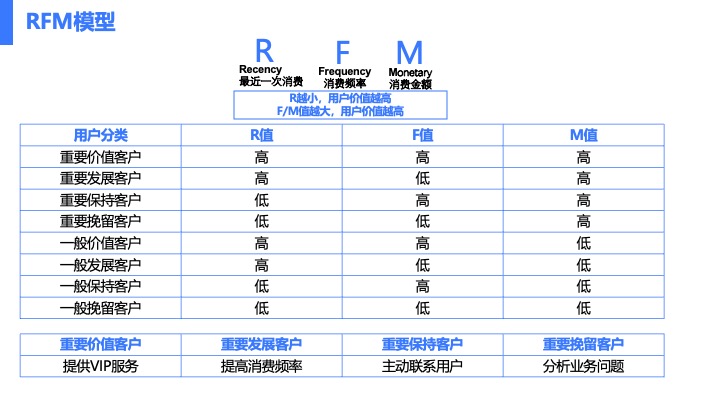 RFM模型
R F M
Recency Frequency Monetary
最近一次消费 消费频率 消费金额
R越小，用户价值越高
F/M值越大，用户价值越高
用户分类 R值 F值 M值
重要价值客户 高 高 高
重要发展客户 高 低 高
重要保持客户 低 高 高
重要挽留客户 低 低 高
一般价值客户 高 高 低
一般发展客户 高 低 低
一般保持客户 低 高 低
一般挽留客户 低 低 低
重要价值客户 重要发展客户 重要保持客户 重要挽留客户
提供VIP服务 提高消费频率 主动联系用户 分析业务问题